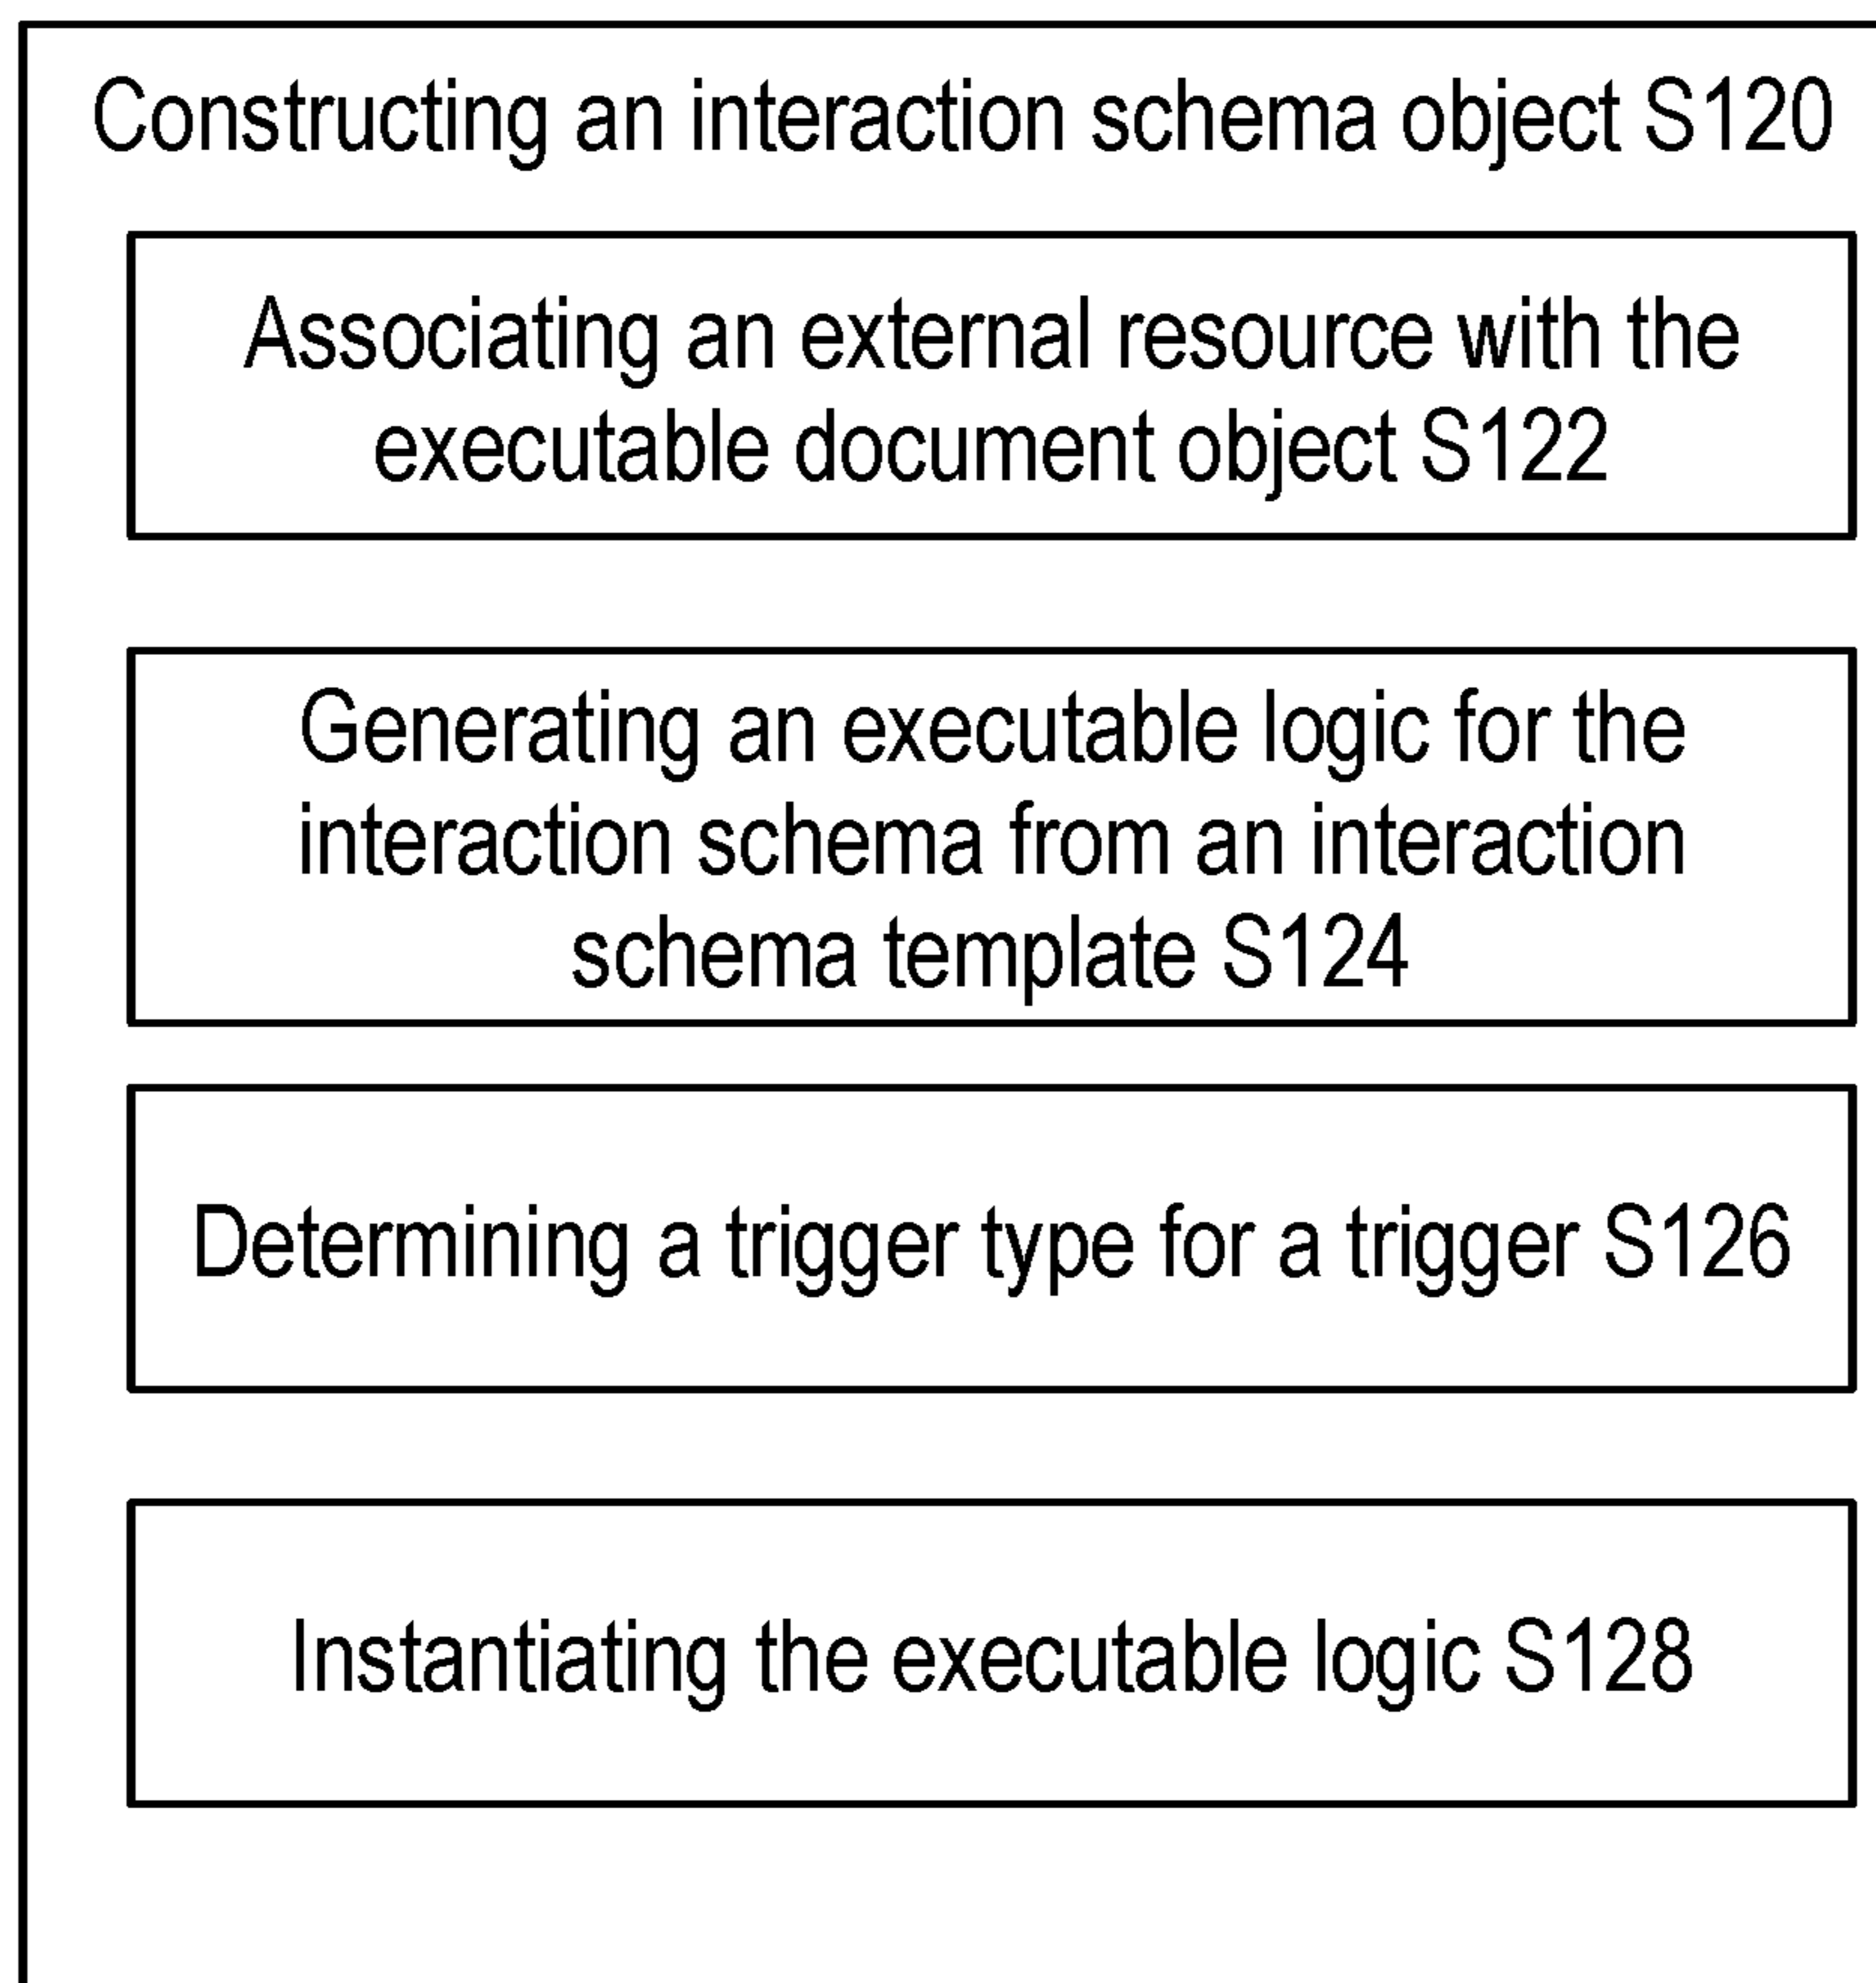 Constructing an interaction schema object S120
Associating an external resource with the
executable document object S122
Generating an executable logic for the
interaction schema from an interaction
schema template S124
Determining a trigger type for a trigger S126
Instantiating the executable logic S128